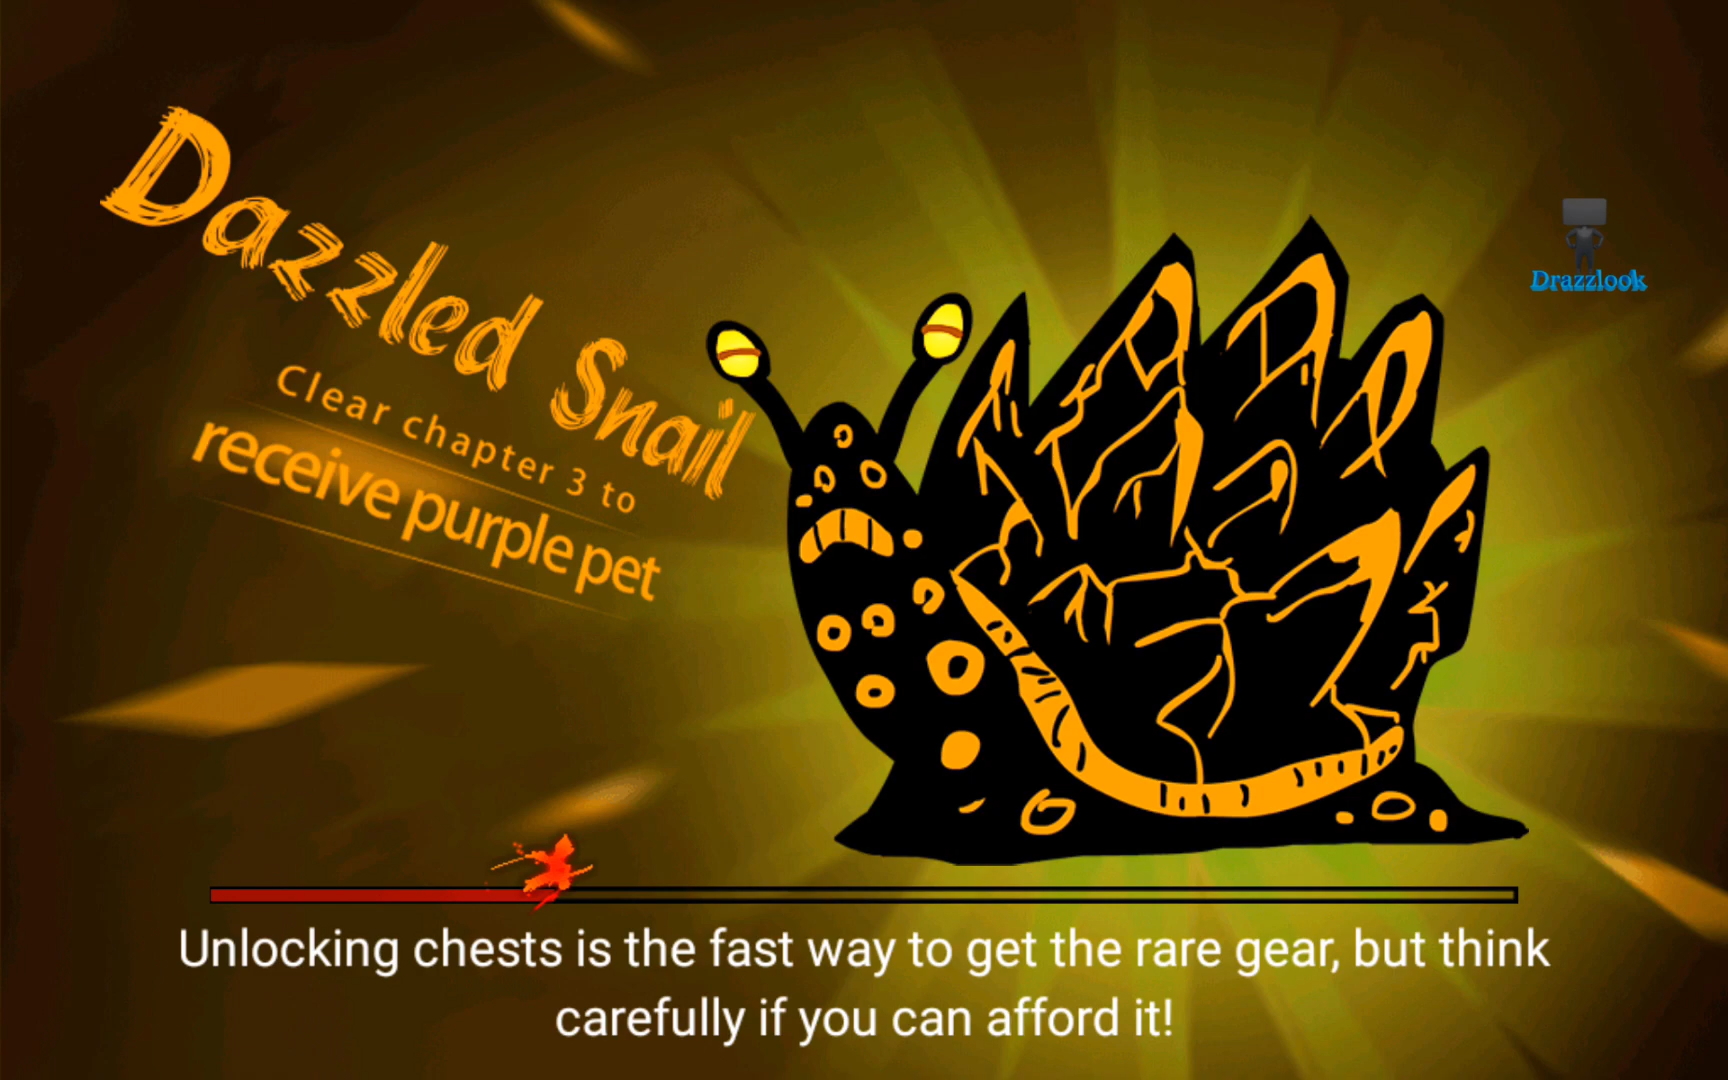 Dazzled Snail
Clear chapter 3 to
receive purple pet
Drazzlook
Unlocking chests is the fast way to get the rare gear, but think
carefully if you can afford it!